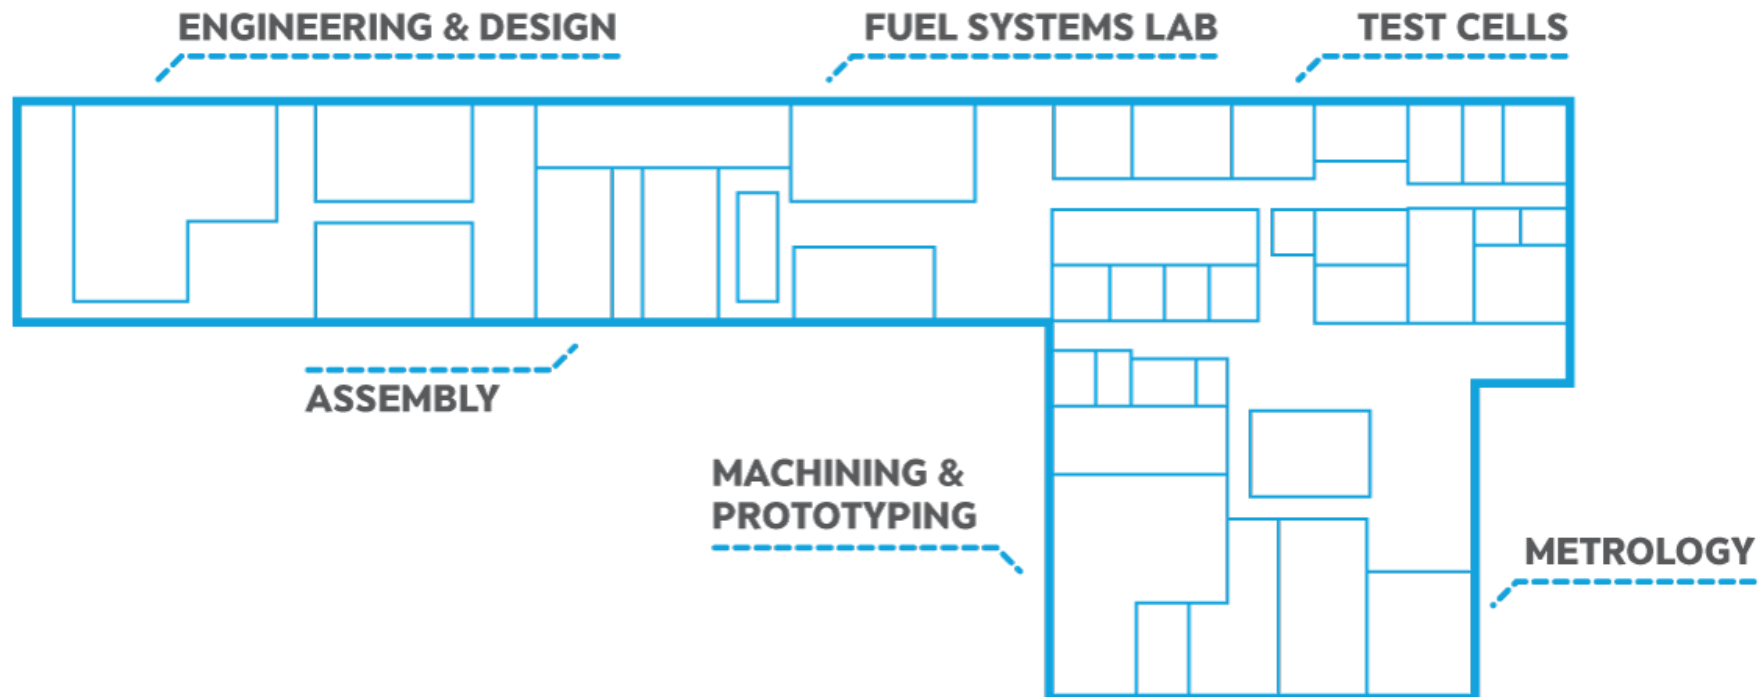 ENGINEERING & DESIGN
FUEL SYSTEMS LAB
TEST CELLS
ASSEMBLY
MACHINING &
PROTOTYPING
METROLOGY